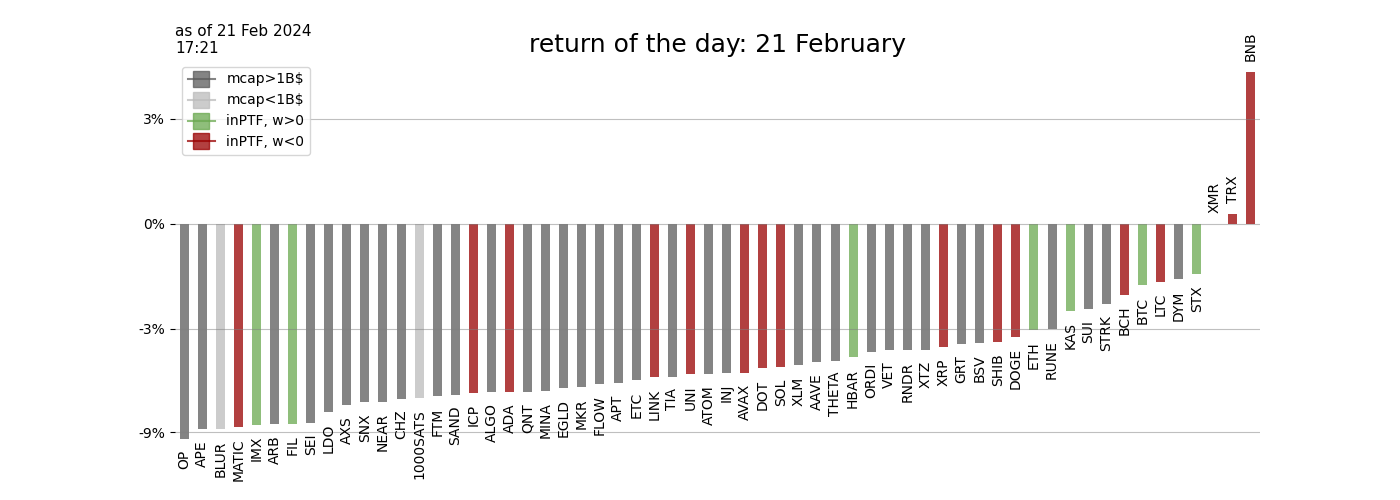 as of 21 Feb 2024
17:21
return of the day: 21 February
mcap>1B$
mcap<1B$
inPTF, w>0
inPTF, w<0
3%
0%
-3%
-9%
OP
APE
BLUR
MATIC
IMX
ARB
FIL
SEI
LDO
AXS
SNX
NEAR
CHZ
1000SATS
FTM
SAND
ICP
ALGO
ADA
QNT
MINA
EGLD
MKR
FLOW
APT
ETC
LINK
TIA
UNI
ATOM
INJ
AVAX
DOT
SOL
XLM
AAVE
THETA
HBAR
ORDI
VET
RNDR
XTZ
XRP
GRT
BSV
SHIB
DOGE
ETH
RUNE
KAS
SUI
STRK
BCH
BTC
LTC
DYM
STX
XMR
TRX
BNB